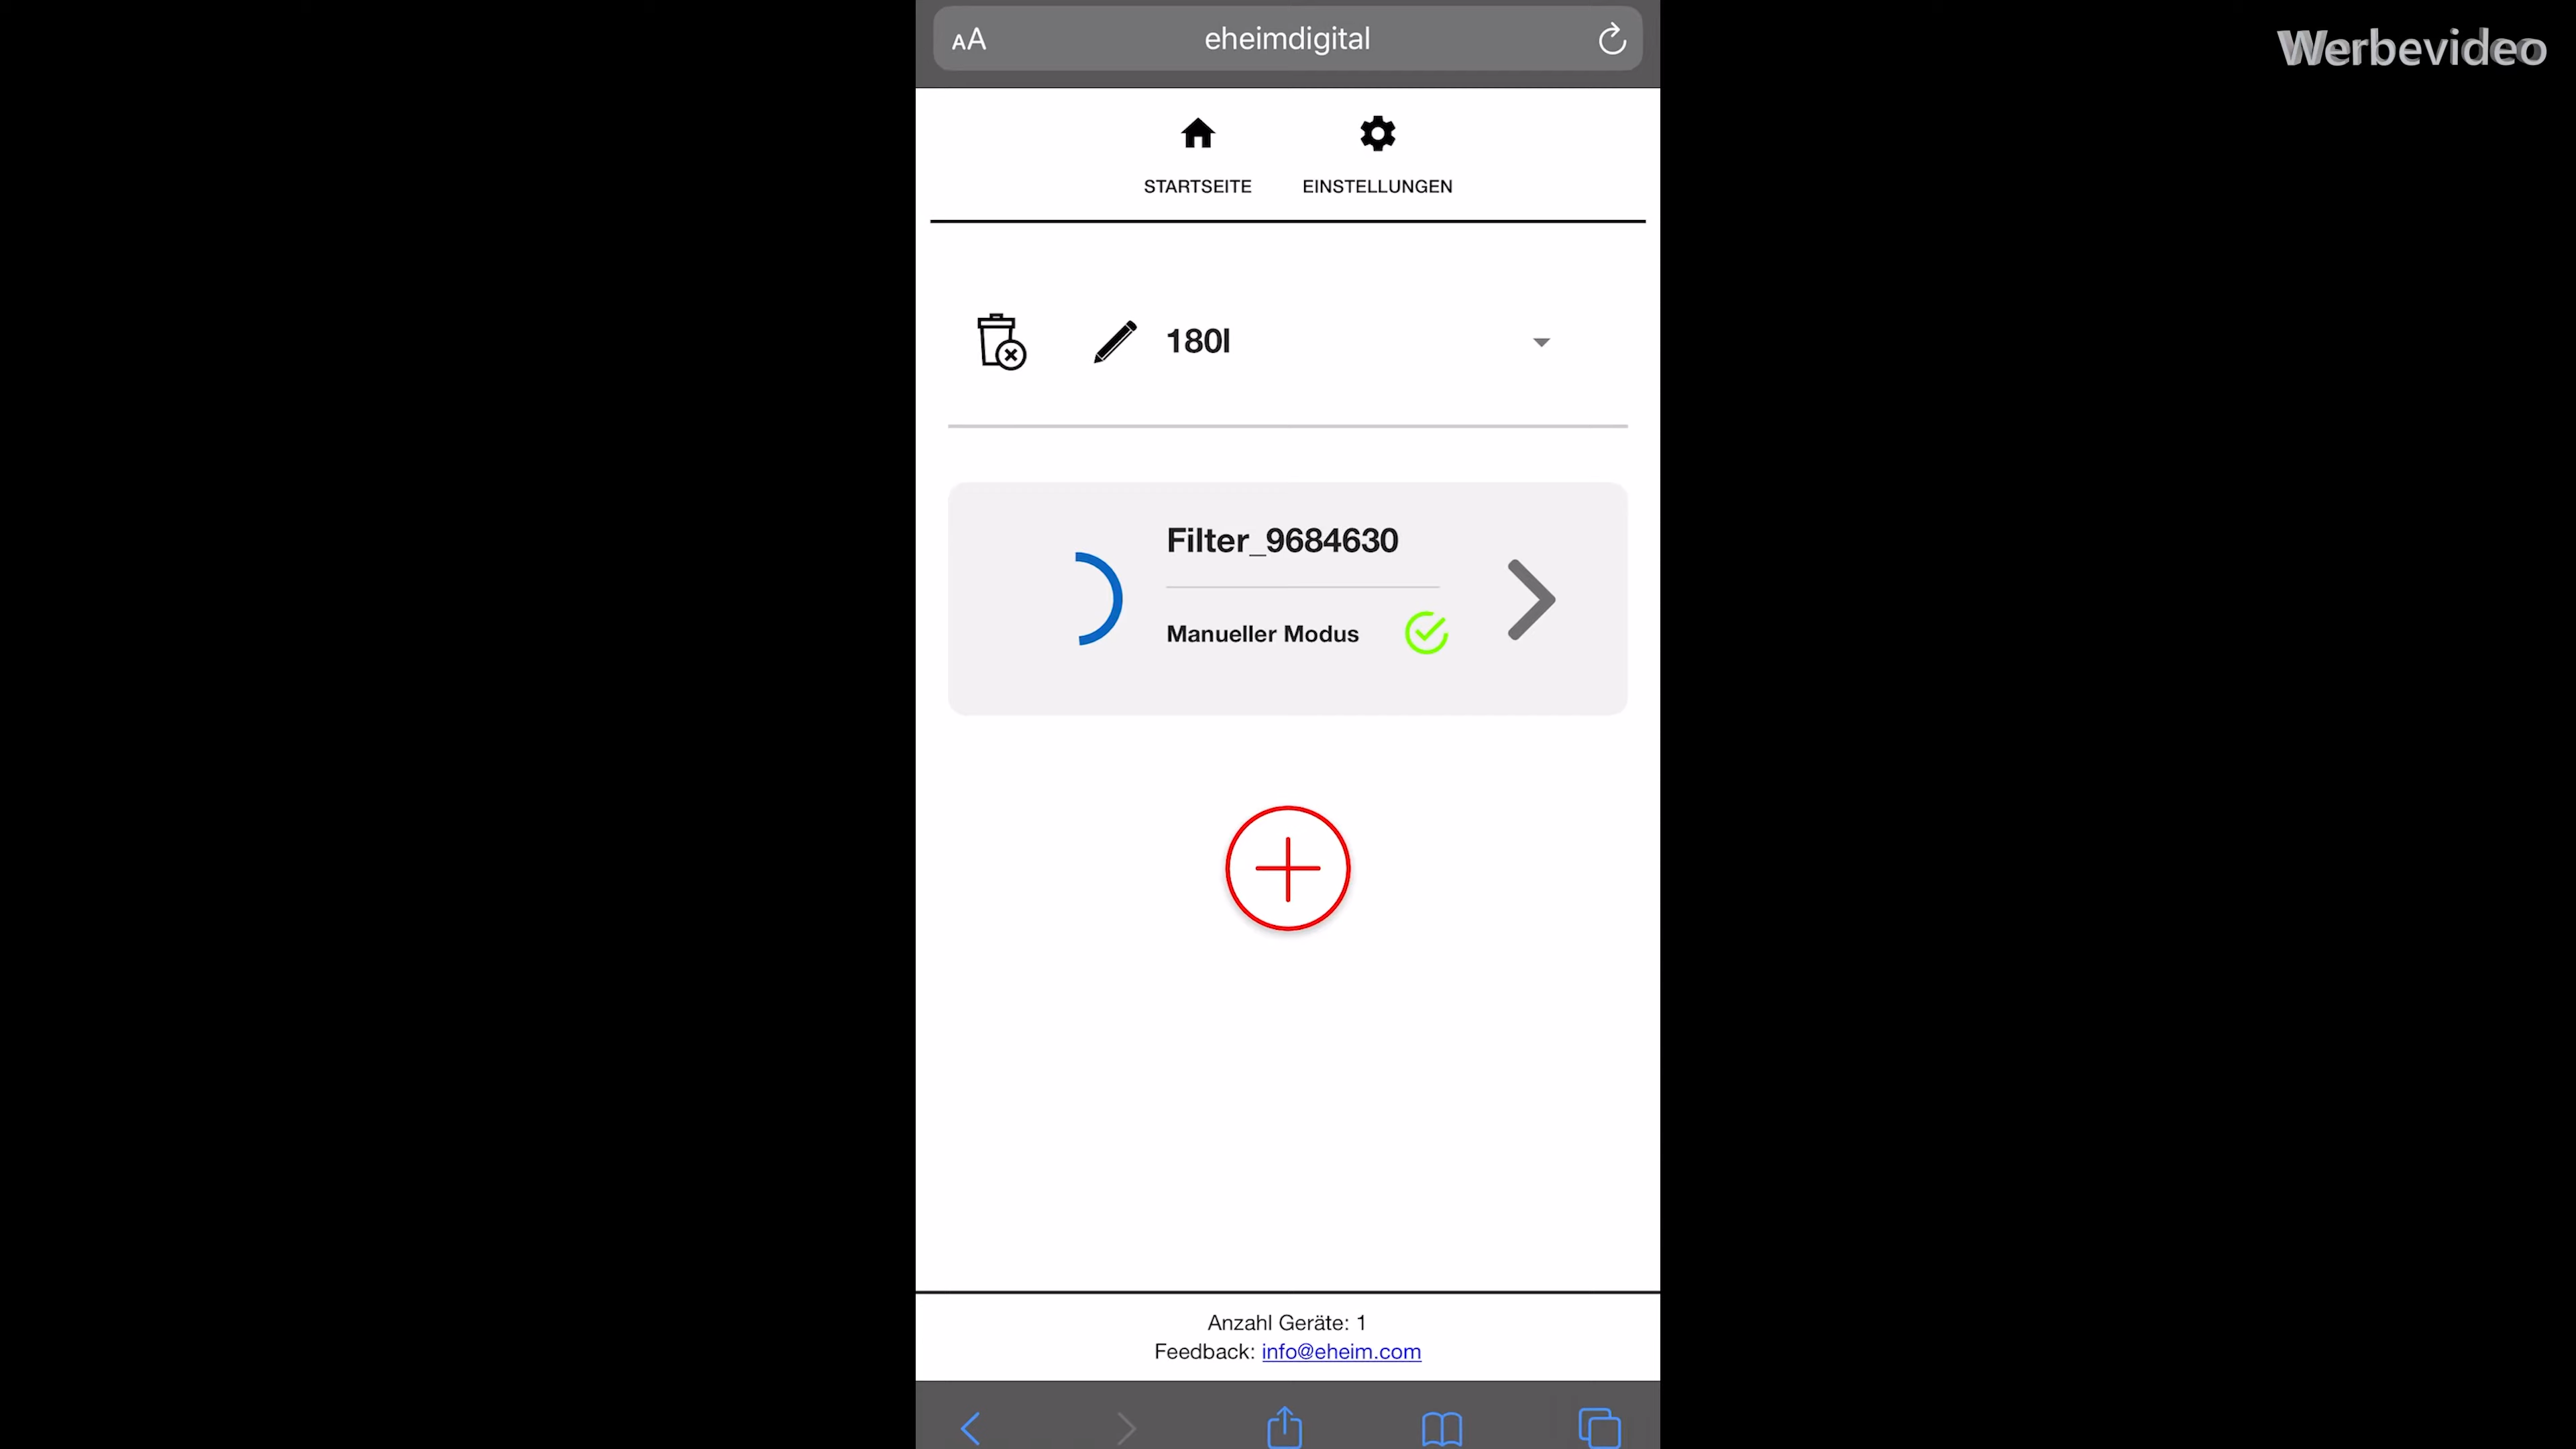 AA
eheimdigital
Werbevideo
STARTSEITE
EINSTELLUNGEN
180l
Filter_9684630
Manueller Modus
Anzahl Geräte: 1
Feedback: info@eheim.com